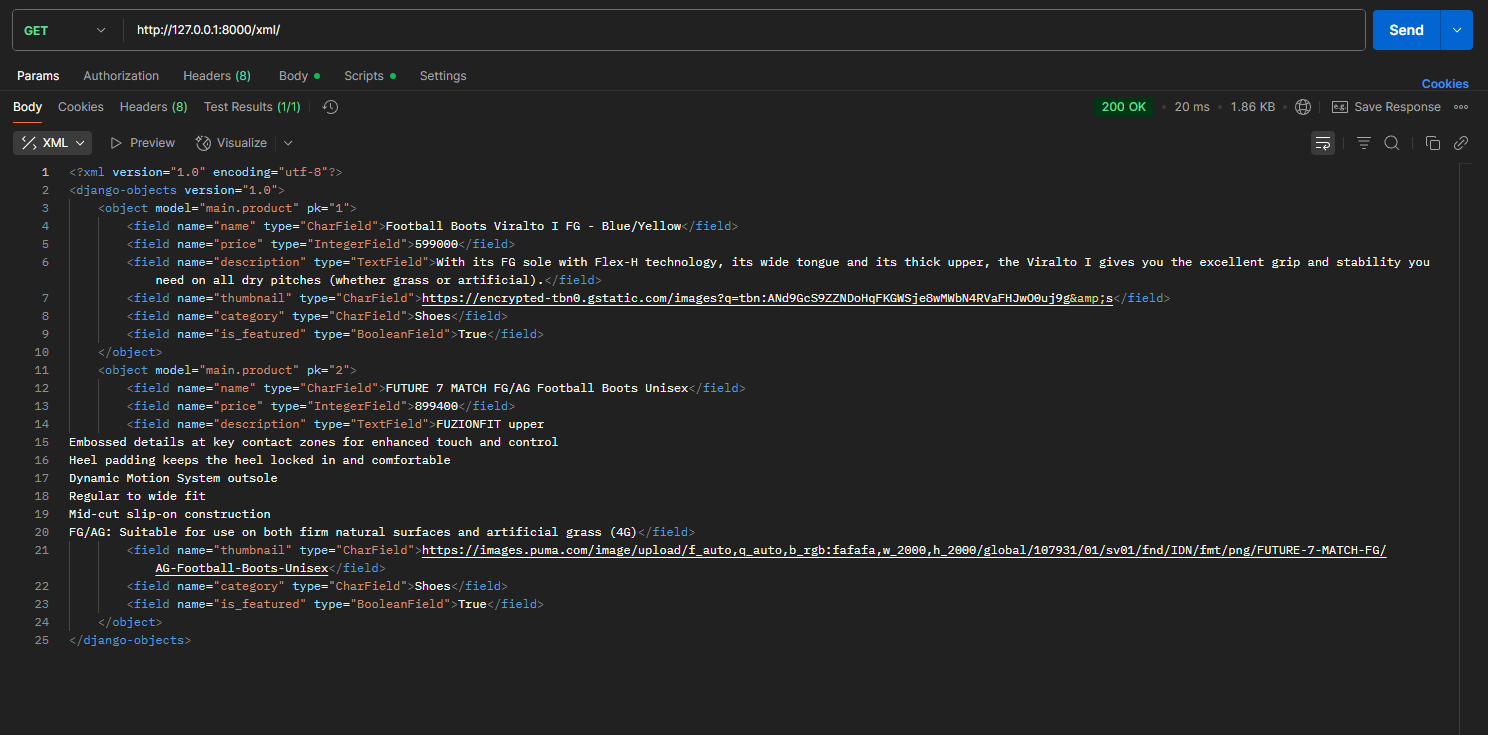 GET http://127.0.0.1:8000/xml/ Send
Params Authorization Headers (8) Body Scripts Settings
Cookies
Body Cookies Headers (8) Test Results (1/1) 200 OK 20 ms 1.86 KB e.g. Save Response
XML Preview Visualize
1 <?xml version="1.0" encoding="utf-8"?>
2 <django-objects version="1.0">
3 <object model="main.product" pk="1">
4 <field name="name" type="CharField">Football Boots Viralto I FG - Blue/Yellow</field>
5 <field name="price" type="IntegerField">599000</field>
6 <field name="description" type="TextField">With its FG sole with Flex-H technology, its wide tongue and its thick upper, the Viralto I gives you the excellent grip and stability you
need on all dry pitches (whether grass or artificial).</field>
7 <field name="thumbnail" type="CharField">https://encrypted-tbn0.gstatic.com/images?q=tbn:ANd9GcS9ZZNDoHqFKGWSje8wMWbN4RVaFHJwO0uj9g&amp;s</field>
8 <field name="category" type="CharField">Shoes</field>
9 <field name="is_featured" type="BooleanField">True</field>
10 </object>
11 <object model="main.product" pk="2">
12 <field name="name" type="CharField">FUTURE 7 MATCH FG/AG Football Boots Unisex</field>
13 <field name="price" type="IntegerField">899400</field>
14 <field name="description" type="TextField">FUZIONFIT upper
15 Embossed details at key contact zones for enhanced touch and control
16 Heel padding keeps the heel locked in and comfortable
17 Dynamic Motion System outsole
18 Regular to wide fit
19 Mid-cut slip-on construction
20 FG/AG: Suitable for use on both firm natural surfaces and artificial grass (4G)</field>
21 <field name="thumbnail" type="CharField">https://images.puma.com/image/upload/f_auto,q_auto,b_rgb:fafafa,w_2000,h_2000/global/107931/01/sv01/fnd/IDN/fmt/png/FUTURE-7-MATCH-FG/
AG-Football-Boots-Unisex</field>
22 <field name="category" type="CharField">Shoes</field>
23 <field name="is_featured" type="BooleanField">True</field>
24 </object>
25 </django-objects>